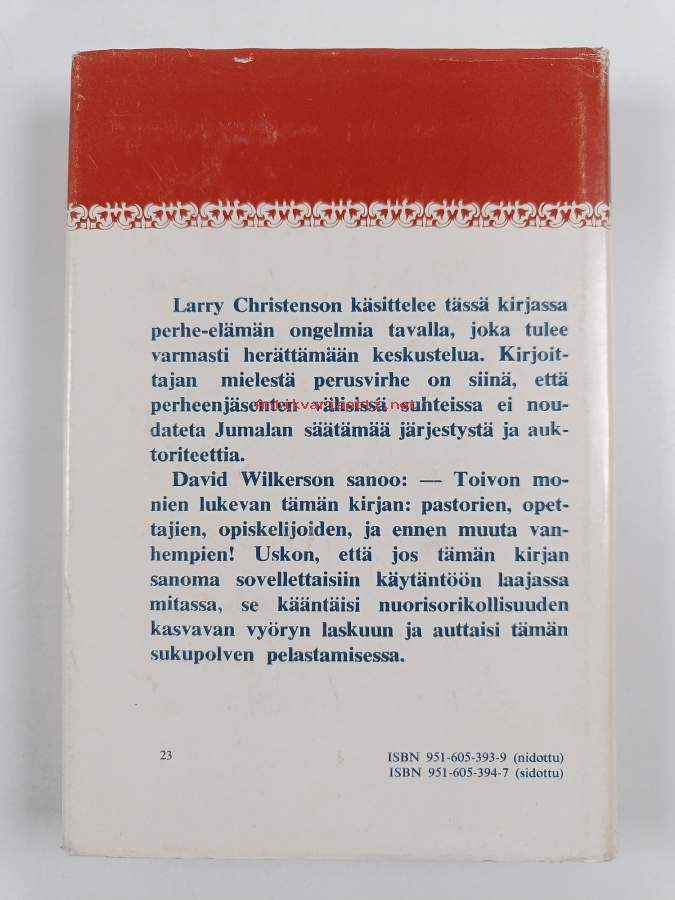 Larry Christenson käsittelee tässä kirjassa
perhe-elämän ongelmia tavalla, joka tulee
varmasti herättämään keskustelua. Kirjoit-
tajan mielestä perusvirhe on siinä, että
perheenjäsenten välisissä suhteissa ei nou-
dateta Jumalan säätämää järjestystä ja auk-
toriteettia.
David Wilkerson sanoo: — Toivon mo-
nien lukevan tämän kirjan: pastorien, opet-
tajien, opiskelijoiden, ja ennen muuta van-
hempien! Uskon, että jos tämän kirjan
sanoma sovellettaisiin käytäntöön laajassa
mitassa, se kääntäisi nuorisorikollisuuden
kasvavan vyöryn laskuun ja auttaisi tämän
sukupolven pelastamisessa.
23
ISBN 951-605-393-9 (nidottu)
ISBN 951-605-394-7 (sidottu)